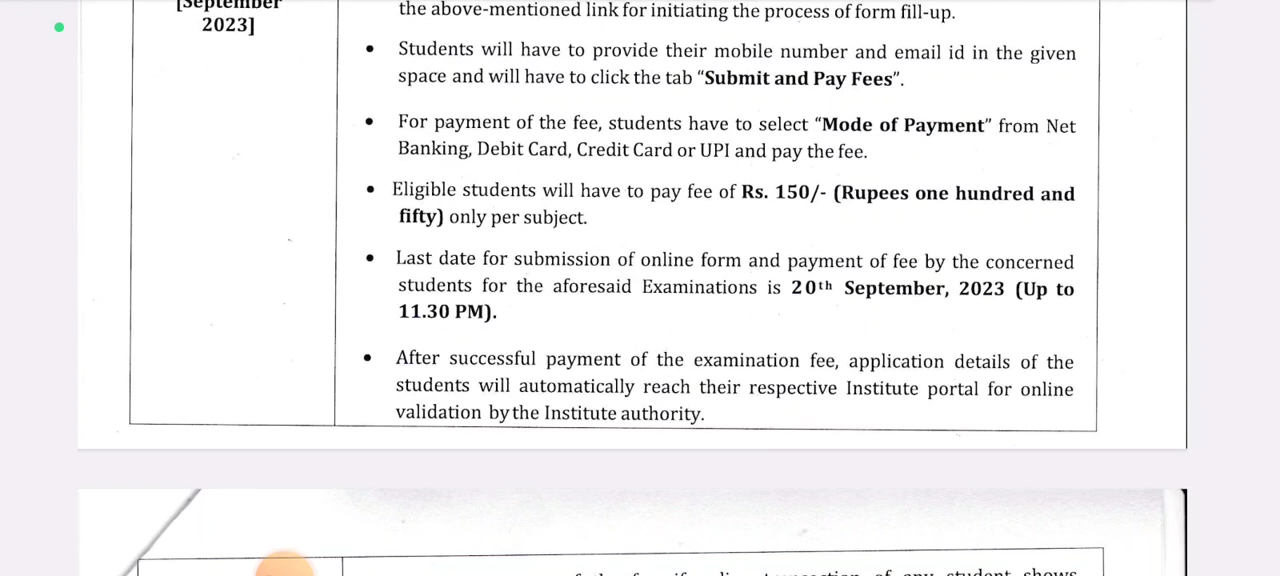 [September
2023]
the above-mentioned link for initiating the process of form fill-up.
• Students will have to provide their mobile number and email id in the given
space and will have to click the tab “Submit and Pay Fees”.
• For payment of the fee, students have to select “Mode of Payment” from Net
Banking, Debit Card, Credit Card or UPI and pay the fee.
• Eligible students will have to pay fee of Rs. 150/- (Rupees one hundred and
fifty) only per subject.
• Last date for submission of online form and payment of fee by the concerned
students for the aforesaid Examinations is 20th September, 2023 (Up to
11.30 PM).
• After successful payment of the examination fee, application details of the
students will automatically reach their respective Institute portal for online
validation by the Institute authority.
of any student shows